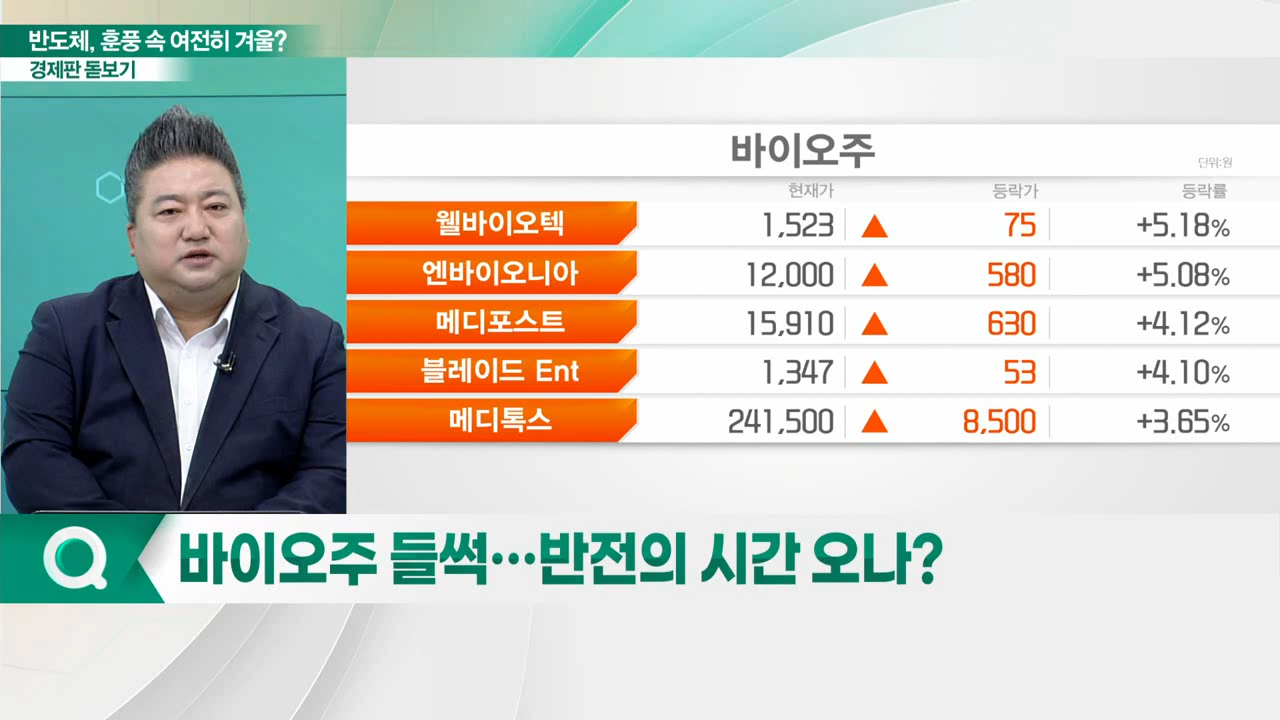 반도체, 훈풍 속 여전히 겨울?
경제판 돋보기
바이오주
단위:원
현재가 등락가 등락률
웰바이오텍 1,523 ▲ 75 +5.18%
엔바이오니아 12,000 ▲ 580 +5.08%
메디포스트 15,910 ▲ 630 +4.12%
블레이드 Ent 1,347 ▲ 53 +4.10%
메디톡스 241,500 ▲ 8,500 +3.65%
바이오주 들썩…반전의 시간 오나?